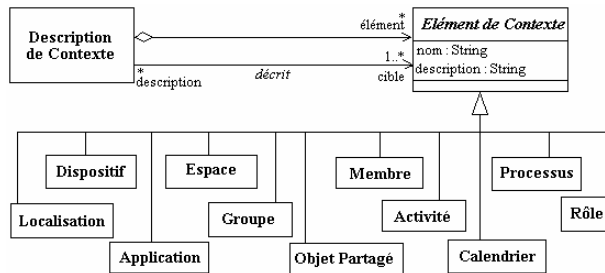 Description
de Contexte
*
élément
Elément de Contexte
nom : String
description : String
*
description
décrit
1..*
cible
Dispositif
Espace
Membre
Processus
Localisation
Groupe
Activité
Rôle
Application
Objet Partagé
Calendrier